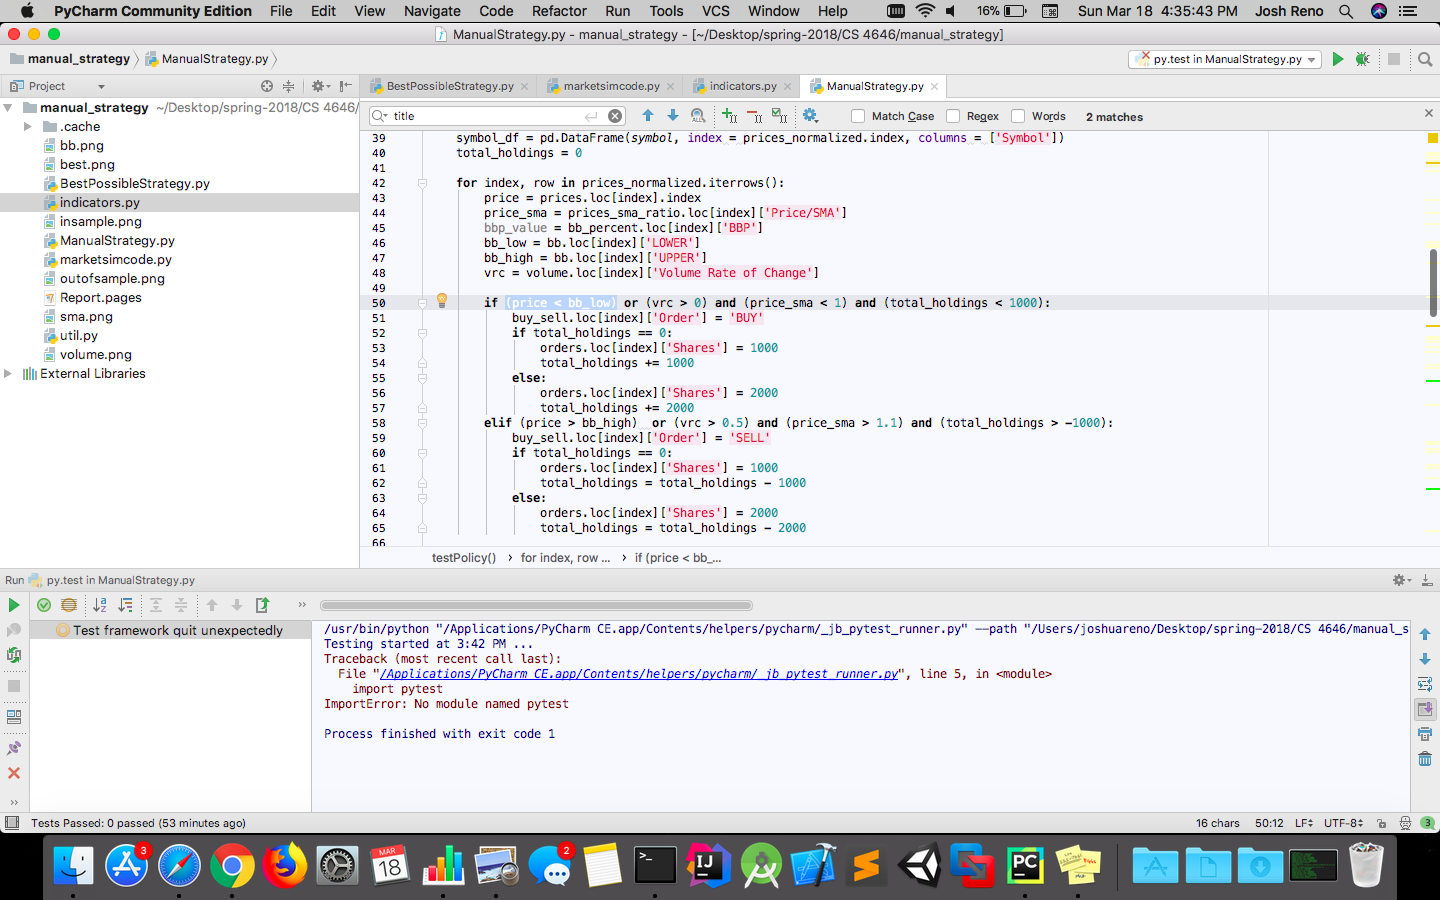 PyCharm Community Edition File Edit View Navigate Code Refactor Run Tools VCS Window Help 16% Sun Mar 18 4:35:43 PM Josh Reno
ManualStrategy.py - manual_strategy - [~/Desktop/spring-2018/CS 4646/manual_strategy]
manual_strategy ManualStrategy.py py.test in ManualStrategy.py
Project BestPossibleStrategy.py marketsimcode.py indicators.py ManualStrategy.py
manual_strategy ~/Desktop/spring-2018/CS 4646/
.cache
bb.png
best.png
BestPossibleStrategy.py
indicators.py
insample.png
ManualStrategy.py
marketsimcode.py
outofsample.png
Report.pages
sma.png
util.py
volume.png
External Libraries
title Match Case Regex Words 2 matches
39 symbol_df = pd.DataFrame(symbol, index = prices_normalized.index, columns = ['Symbol'])
40 total_holdings = 0
41
42 for index, row in prices_normalized.iterrows():
43 price = prices.loc[index].index
44 price_sma = prices_sma_ratio.loc[index]['Price/SMA']
45 bbp_value = bb_percent.loc[index]['BBP']
46 bb_low = bb.loc[index]['LOWER']
47 bb_high = bb.loc[index]['UPPER']
48 vrc = volume.loc[index]['Volume Rate of Change']
49
50 if (price < bb_low) or (vrc > 0) and (price_sma < 1) and (total_holdings < 1000):
51 buy_sell.loc[index]['Order'] = 'BUY'
52 if total_holdings == 0:
53 orders.loc[index]['Shares'] = 1000
54 total_holdings += 1000
55 else:
56 orders.loc[index]['Shares'] = 2000
57 total_holdings += 2000
58 elif (price > bb_high)  or (vrc > 0.5) and (price_sma > 1.1) and (total_holdings > -1000):
59 buy_sell.loc[index]['Order'] = 'SELL'
60 if total_holdings == 0:
61 orders.loc[index]['Shares'] = 1000
62 total_holdings = total_holdings - 1000
63 else:
64 orders.loc[index]['Shares'] = 2000
65 total_holdings = total_holdings - 2000
66
testPolicy() for index, row ... if (price < bb_...
Run py.test in ManualStrategy.py
Test framework quit unexpectedly
/usr/bin/python "/Applications/PyCharm CE.app/Contents/helpers/pycharm/_jb_pytest_runner.py" --path "/Users/joshuareno/Desktop/spring-2018/CS 4646/manual_s
Testing started at 3:42 PM ...
Traceback (most recent call last):
File "/Applications/PyCharm CE.app/Contents/helpers/pycharm/_jb_pytest_runner.py", line 5, in <module>
import pytest
ImportError: No module named pytest
Process finished with exit code 1
Tests Passed: 0 passed (53 minutes ago) 16 chars 50:12 LF UTF-8 3
3 MAR 18 2 >_ IJ PC